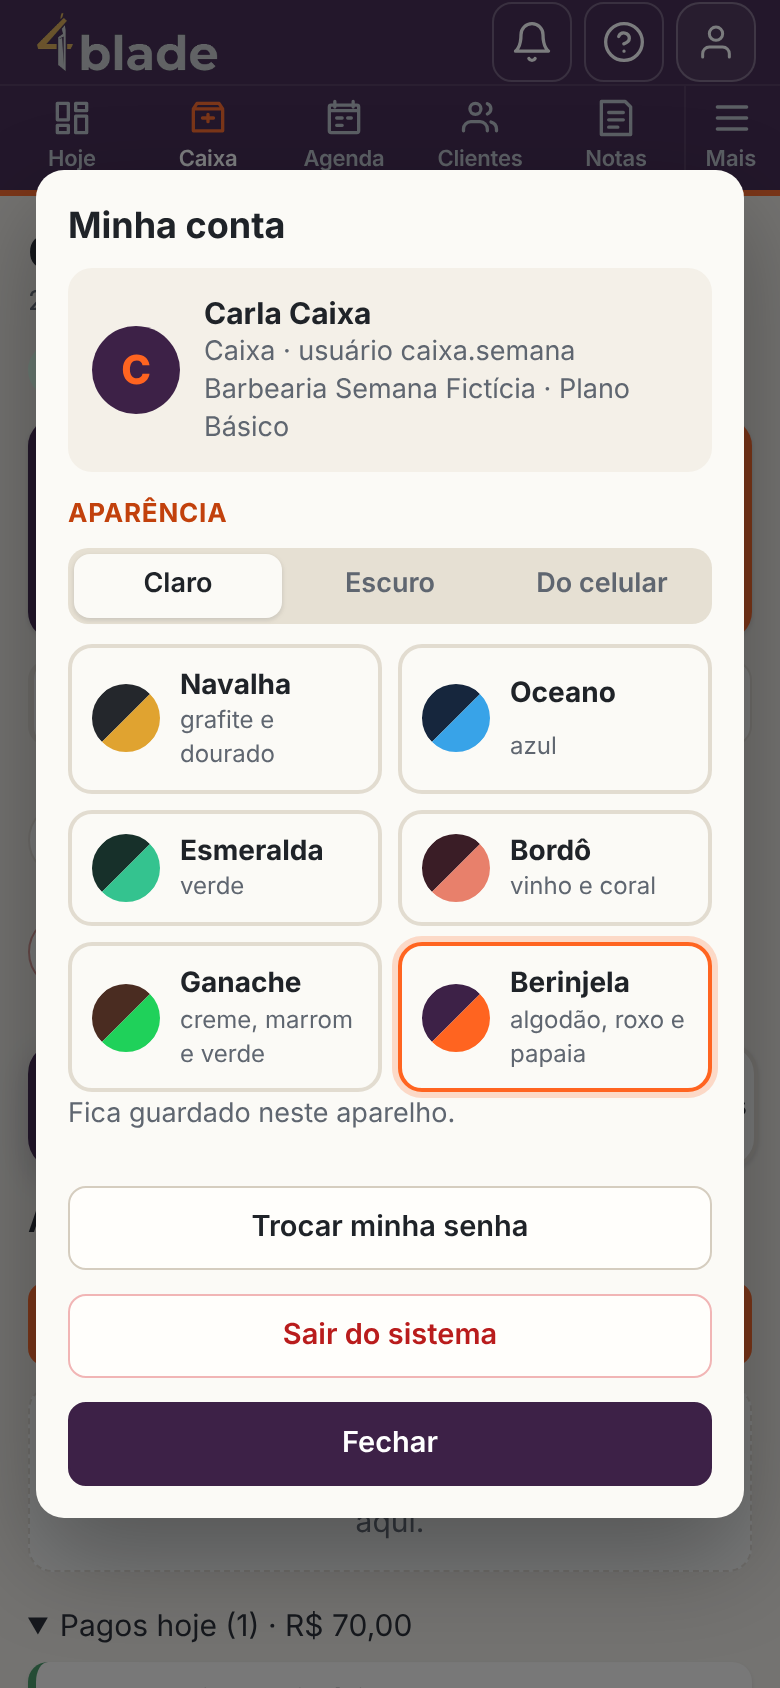 4blade
Hoje
Caixa
Agenda
Clientes
Notas
Mais
Minha conta
C
Carla Caixa
Caixa · usuário caixa.semana
Barbearia Semana Fictícia · Plano
Básico
APARÊNCIA
Claro
Escuro
Do celular
Navalha
grafite e
dourado
Oceano
azul
Esmeralda
verde
Bordô
vinho e coral
Ganache
creme, marrom
e verde
Berinjela
algodão, roxo e
papaia
Fica guardado neste aparelho.
Trocar minha senha
Sair do sistema
Fechar
aqui.
▼ Pagos hoje (1) · R$ 70,00